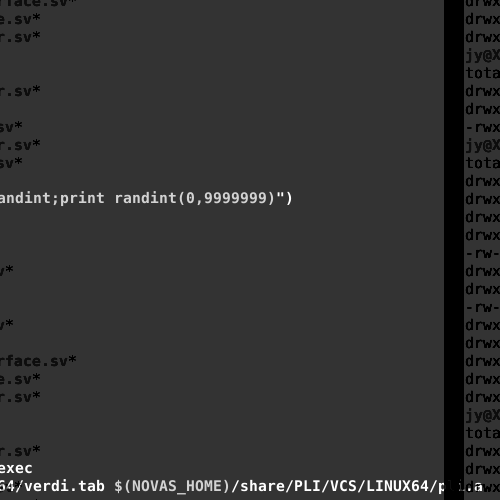 rface.sv*
e.sv*
r.sv*
r.sv*
sv*
r.sv*
sv*
andint;print randint(0,9999999)")
v*
v*
rface.sv*
e.sv*
r.sv*
r.sv*
exec
64/verdi.tab $(NOVAS_HOME)/share/PLI/VCS/LINUX64/pli.a
drwx
drwx
drwx
jy@X
tota
drwx
drwx
-rwx
jy@X
tota
drwx
drwx
drwx
drwx
-rw-
drwx
drwx
-rw-
drwx
drwx
drwx
drwx
drwx
jy@X
tota
drwx
drwx
drwx